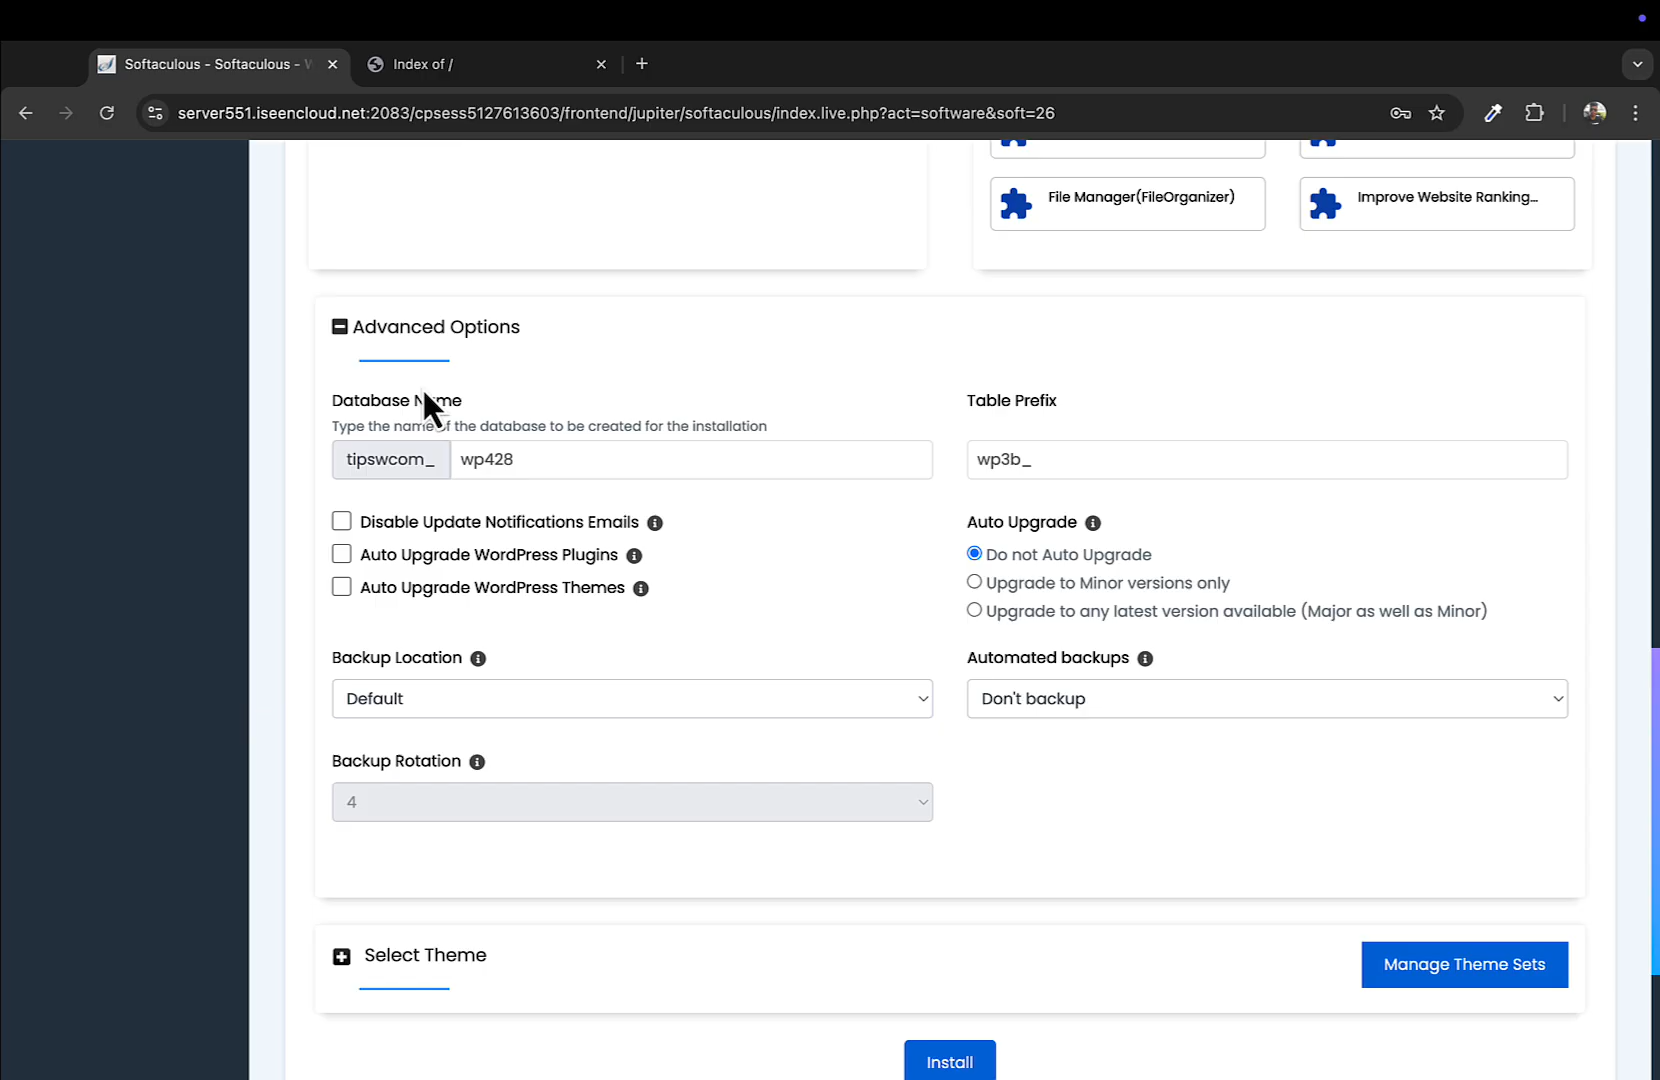 Softaculous - Softaculous - W
Index of /
server551.iseencloud.net:2083/cpsess5127613603/frontend/jupiter/softaculous/index.live.php?act=software&soft=26
File Manager(FileOrganizer)
Improve Website Ranking...
Advanced Options
Database Name
Type the name of the database to be created for the installation
tipswcom_ wp428
Table Prefix
wp3b_
Disable Update Notifications Emails
Auto Upgrade WordPress Plugins
Auto Upgrade WordPress Themes
Auto Upgrade
Do not Auto Upgrade
Upgrade to Minor versions only
Upgrade to any latest version available (Major as well as Minor)
Backup Location
Default
Automated backups
Don't backup
Backup Rotation
4
Select Theme
Manage Theme Sets
Install